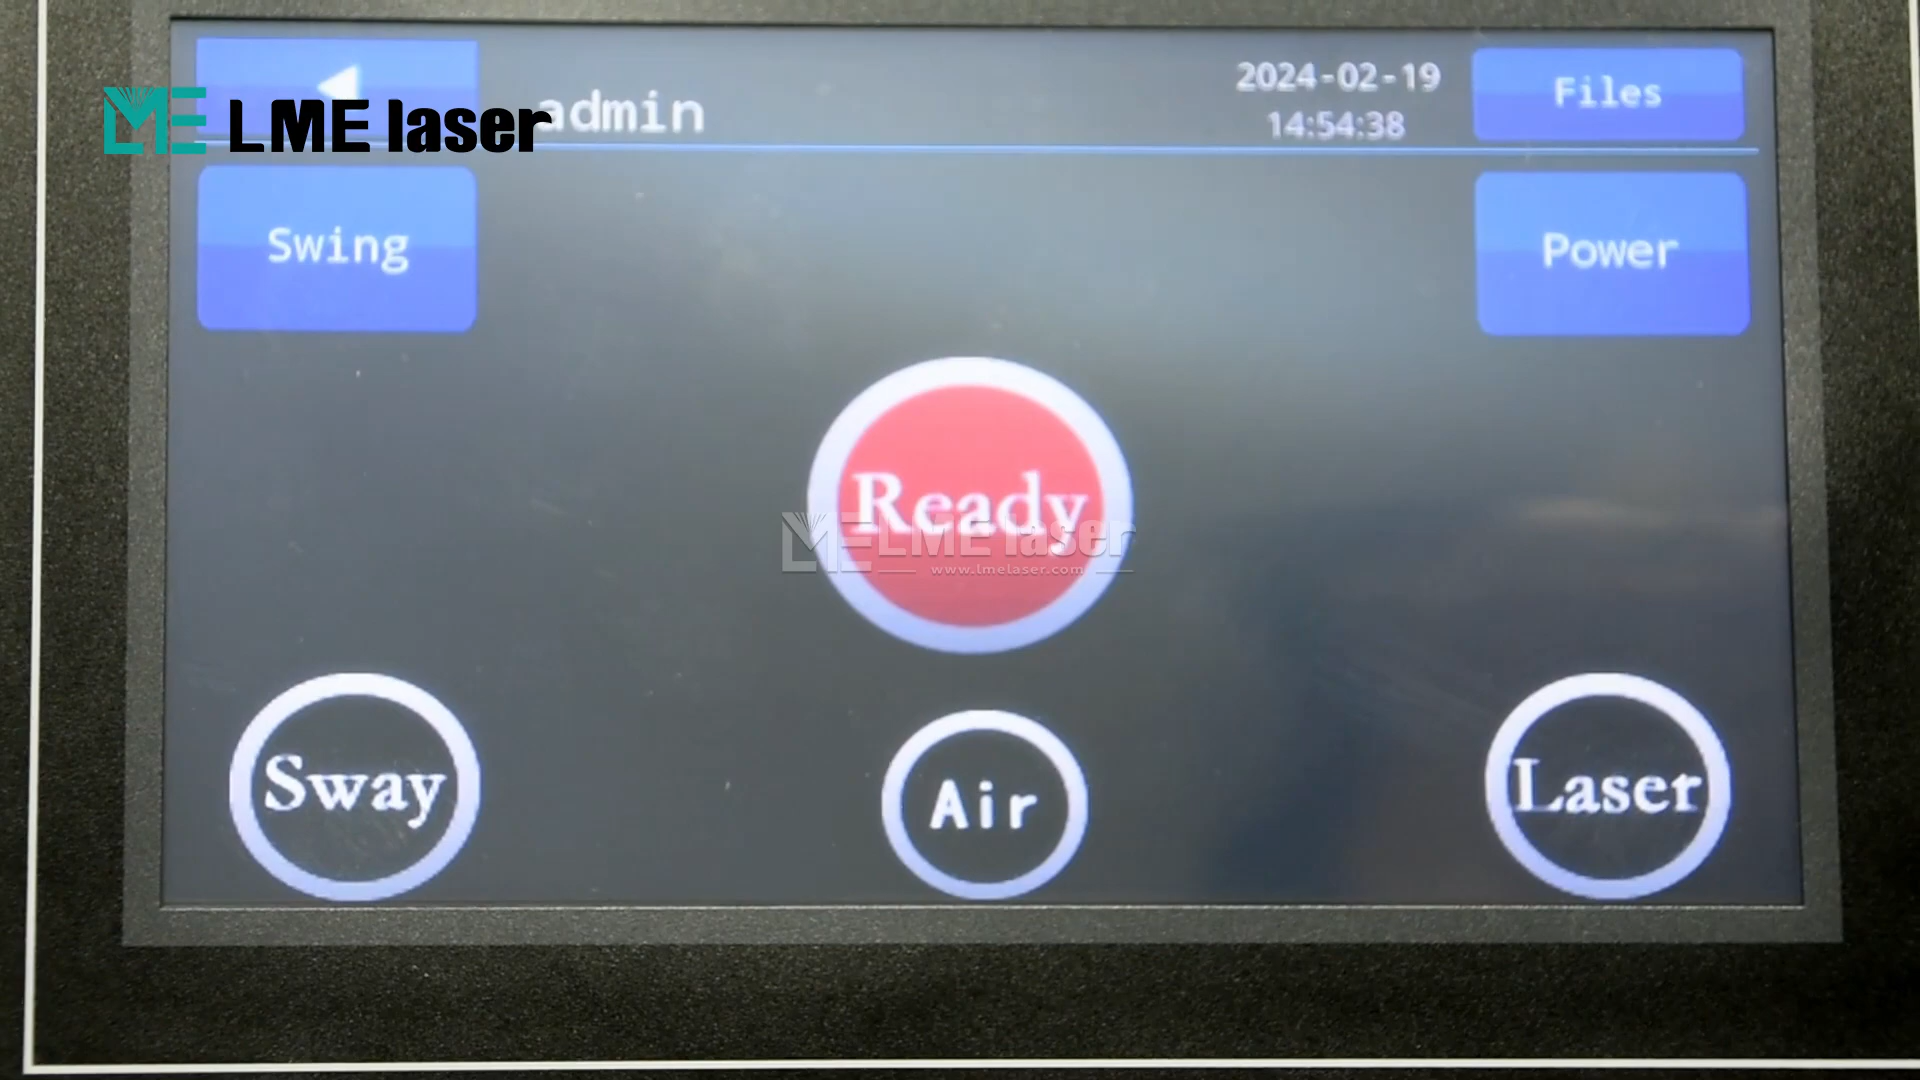 LME laser
admin
2024-02-19
14:54:38
Files
Swing
Power
Ready
LME laser
www.lmelaser.com
Sway
Air
Laser